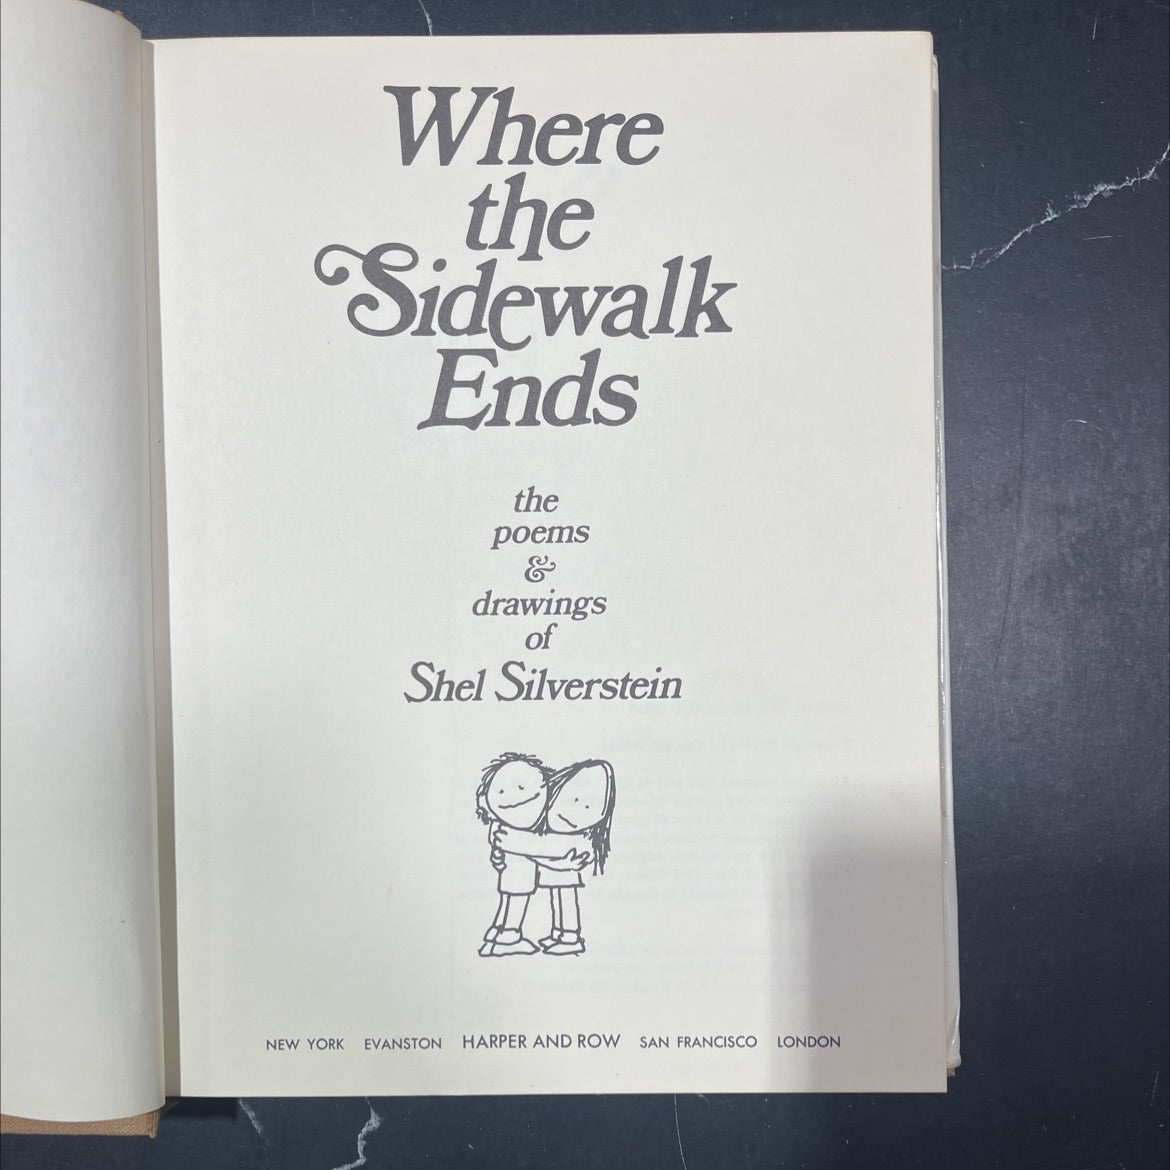 Where
the
Sidewalk
Ends
the
poems
&
drawings
of
Shel Silverstein
NEW YORK EVANSTON HARPER AND ROW SAN FRANCISCO LONDON